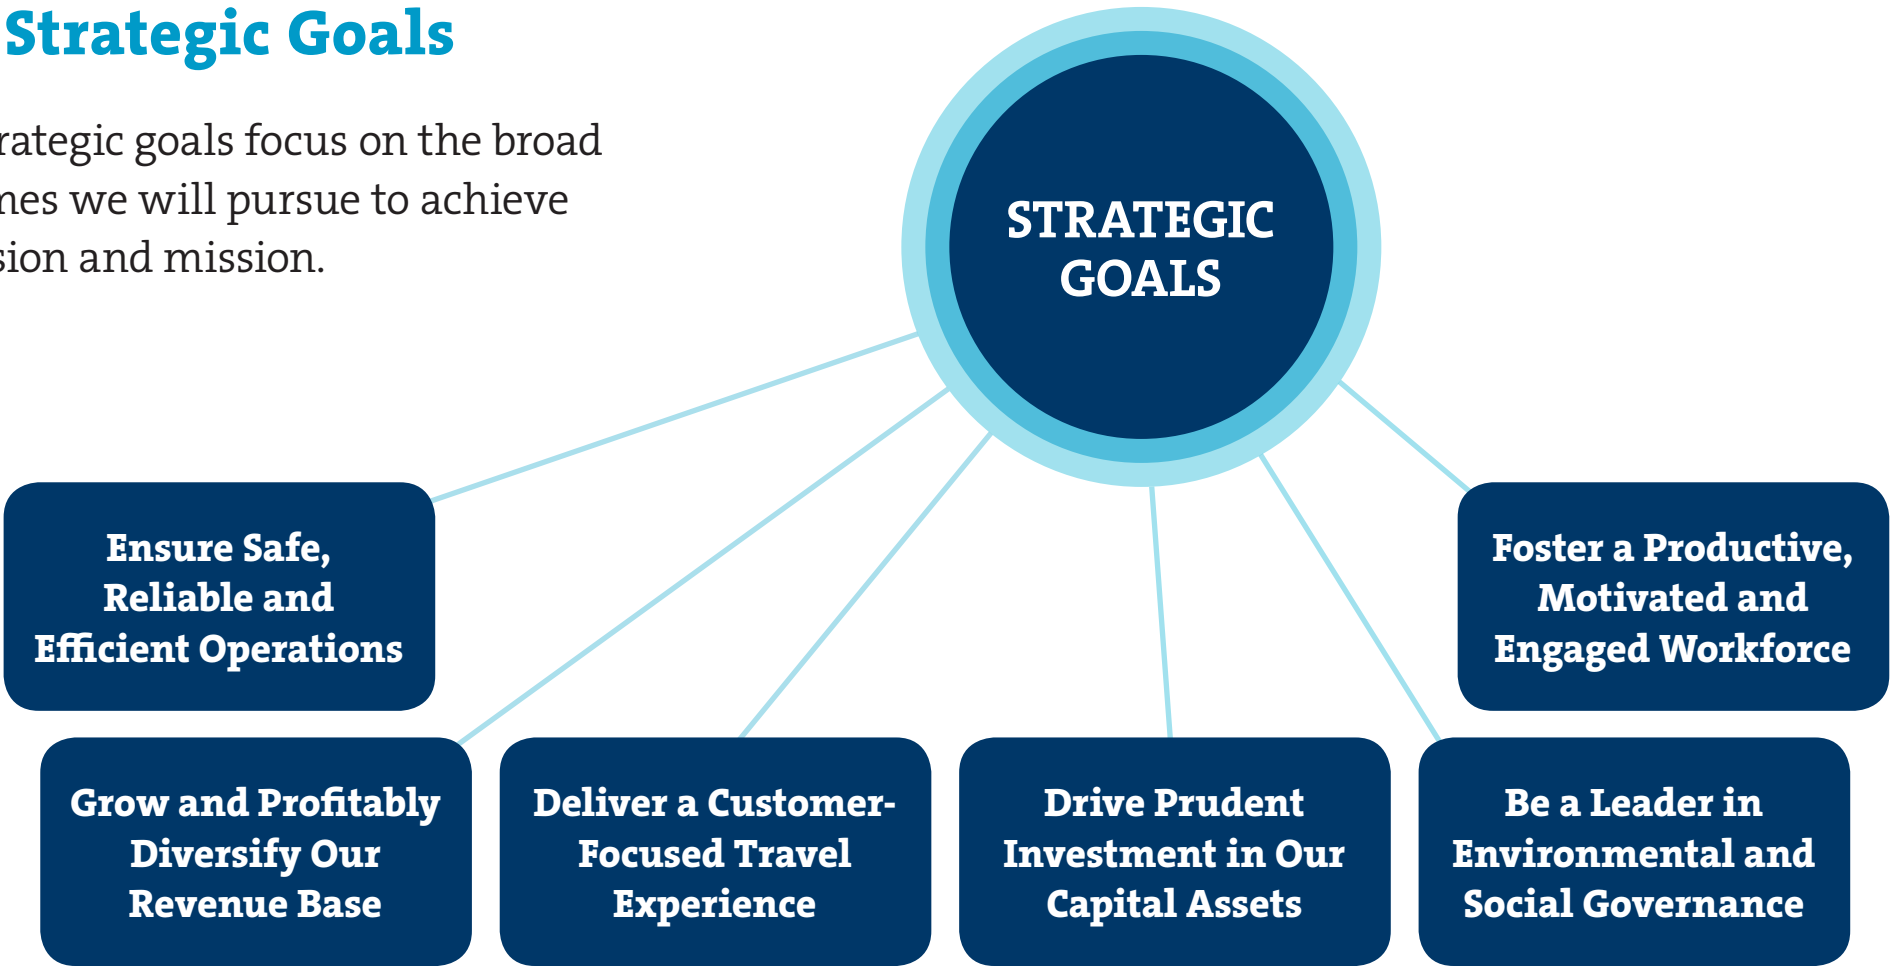 Strategic Goals
rategic goals focus on the broad
mes we will pursue to achieve
sion and mission.
STRATEGIC
GOALS
Ensure Safe,
Reliable and
Efficient Operations
Foster a Productive,
Motivated and
Engaged Workforce
Grow and Profitably
Diversify Our
Revenue Base
Deliver a Customer-
Focused Travel
Experience
Drive Prudent
Investment in Our
Capital Assets
Be a Leader in
Environmental and
Social Governance